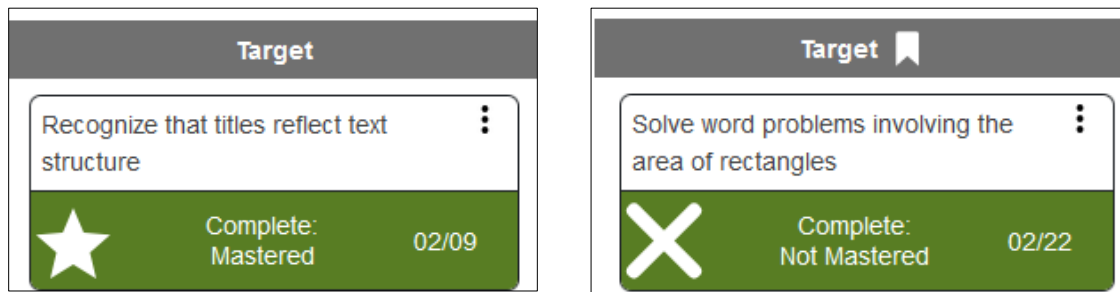 Target
Recognize that titles reflect text
structure
Complete:
Mastered
02/09
Target
Solve word problems involving the
area of rectangles
Complete:
Not Mastered
02/22